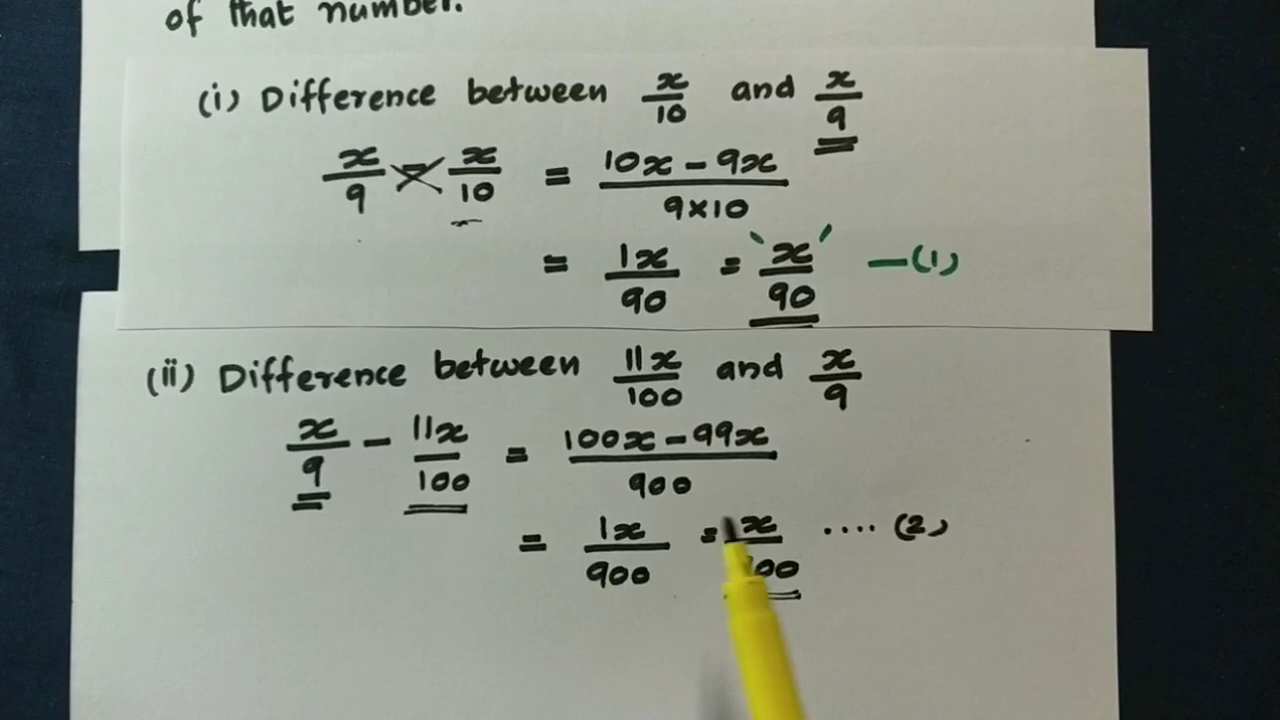 of that number.
(i) Difference between x/10 and x/9
x/9 - x/10 = (10x - 9x)/(9×10)
= 1x/90 = 'x/90' —(1)
(ii) Difference between 11x/100 and x/9
x/9 - 11x/100 = (100x - 99x)/900
= 1x/900 = x/ .... (2)